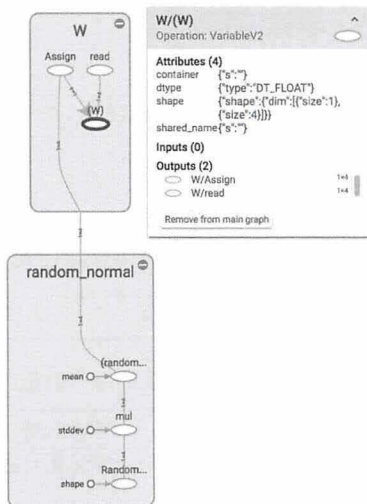 W
Assign
read
(W)
random_normal
(random...
mean
mul
stddev
Random...
shape
W/(W)
Operation: VariableV2
Attributes (4)
container {"s":""}
dtype {"type":"DT_FLOAT"}
shape {"shape":{"dim":[{"size":1},
{"size":4}]}}
shared_name {"s":""}
Inputs (0)
Outputs (2)
W/Assign 1×4
W/read 1×4
Remove from main graph